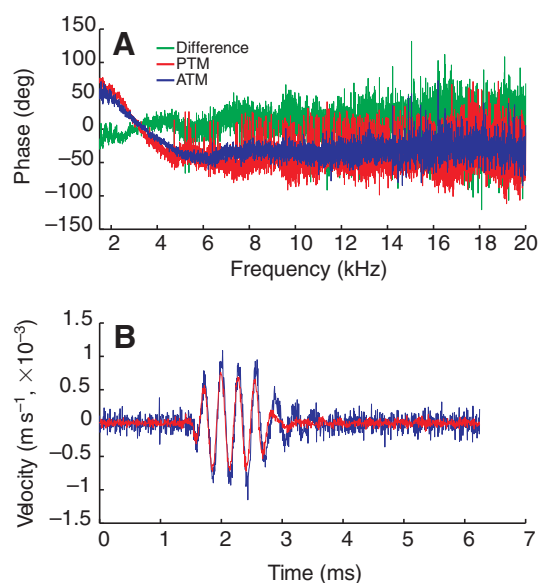 A
Difference
PTM
ATM
Phase (deg)
150
100
50
0
−50
−100
−150
2 4 6 8 10 12 14 16 18 20
Frequency (kHz)
B
Velocity (m s⁻¹, ×10⁻³)
1.5
1
0.5
0
−0.5
−1
−1.5
0 1 2 3 4 5 6 7
Time (ms)